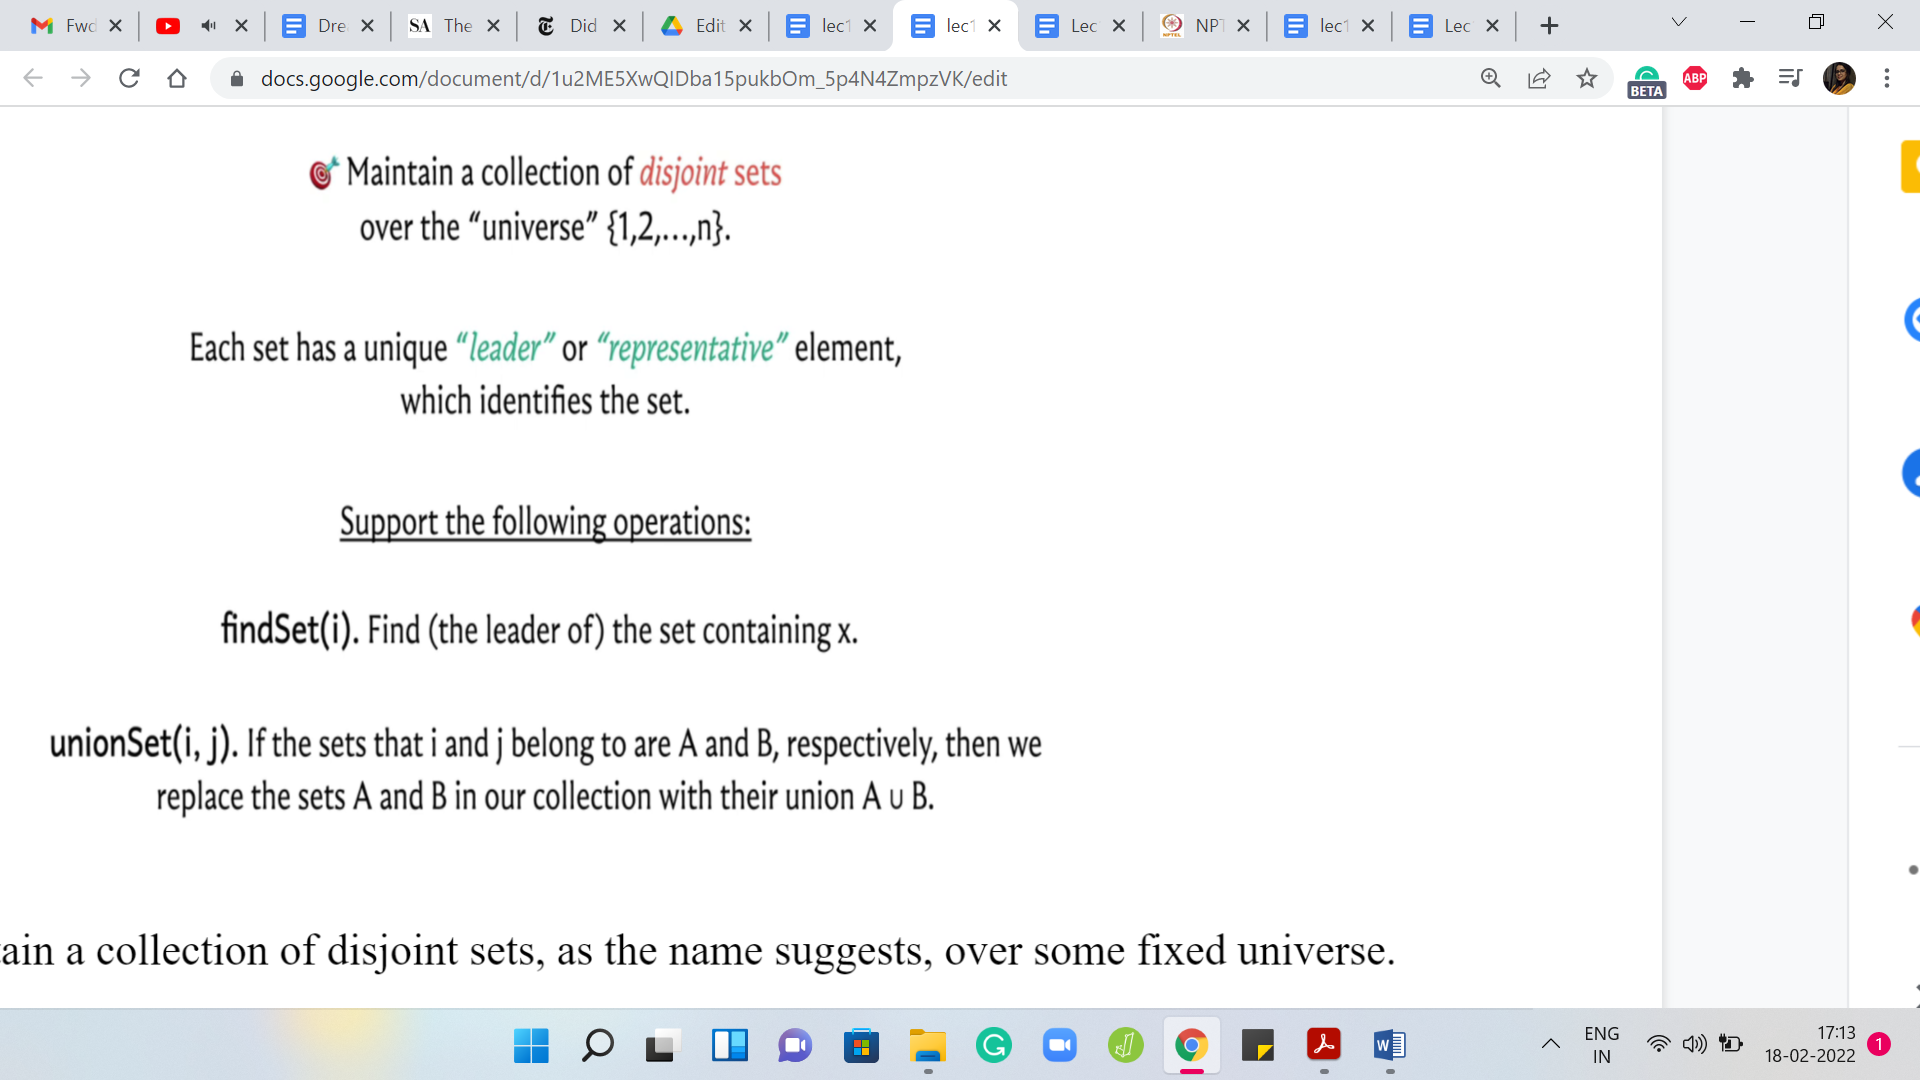 Fwd
Dre
SA The
Did
Edit
lec1
lec1
Lec
NPT
lec1
Lec
docs.google.com/document/d/1u2ME5XwQIDba15pukbOm_5p4N4ZmpzVK/edit
BETA
ABP
Maintain a collection of disjoint sets
over the “universe” {1,2,...,n}.
Each set has a unique “leader” or “representative” element,
which identifies the set.
Support the following operations:
findSet(i). Find (the leader of) the set containing x.
unionSet(i, j). If the sets that i and j belong to are A and B, respectively, then we
replace the sets A and B in our collection with their union A ∪ B.
tain a collection of disjoint sets, as the name suggests, over some fixed universe.
ENG
IN
17:13
18-02-2022
1